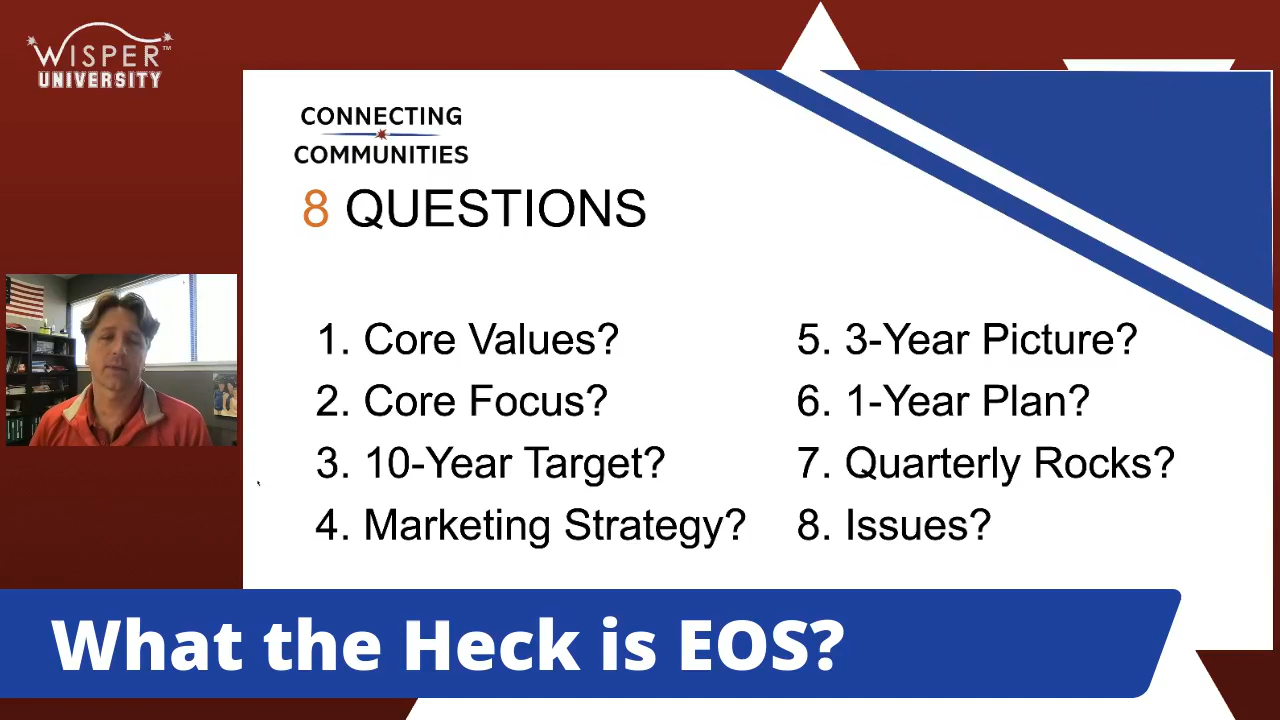 WISPER™
UNIVERSITY
CONNECTING
COMMUNITIES
8 QUESTIONS
1. Core Values?
2. Core Focus?
3. 10-Year Target?
4. Marketing Strategy?
5. 3-Year Picture?
6. 1-Year Plan?
7. Quarterly Rocks?
8. Issues?
What the Heck is EOS?